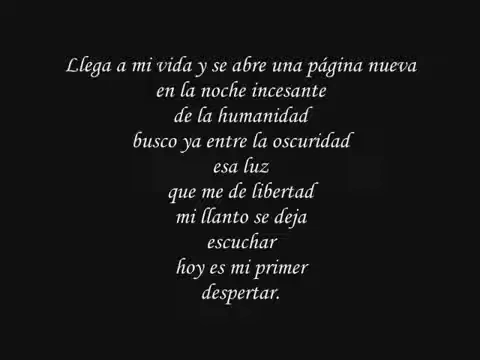 Llega a mi vida y se abre una página nueva
en la noche incesante
de la humanidad
busco ya entre la oscuridad
esa luz
que me de libertad
mi llanto se deja
escuchar
hoy es mi primer
despertar.